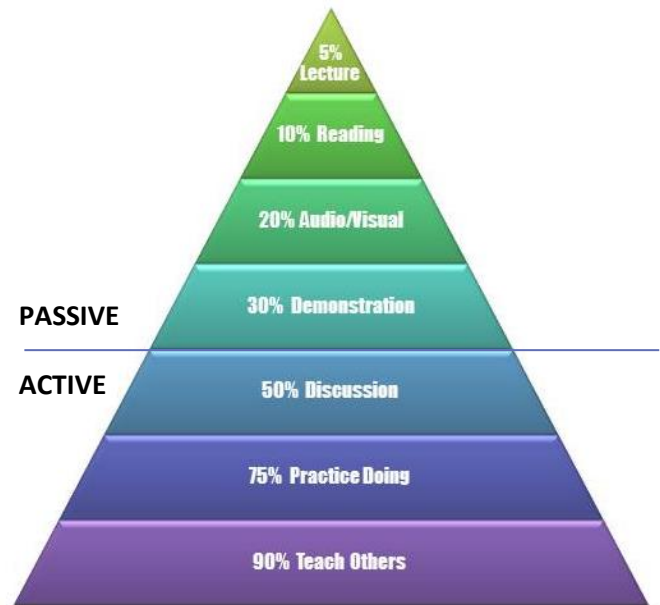 5%
Lecture
10% Reading
20% Audio/Visual
30% Demonstration
PASSIVE
ACTIVE
50% Discussion
75% Practice Doing
90% Teach Others